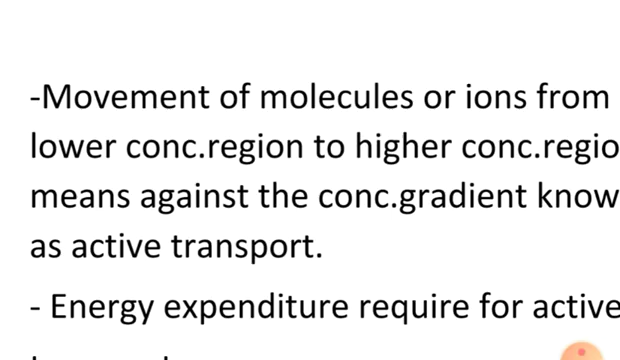 -Movement of molecules or ions from
lower conc.region to higher conc.regio
means against the conc.gradient know
as active transport.
- Energy expenditure require for active